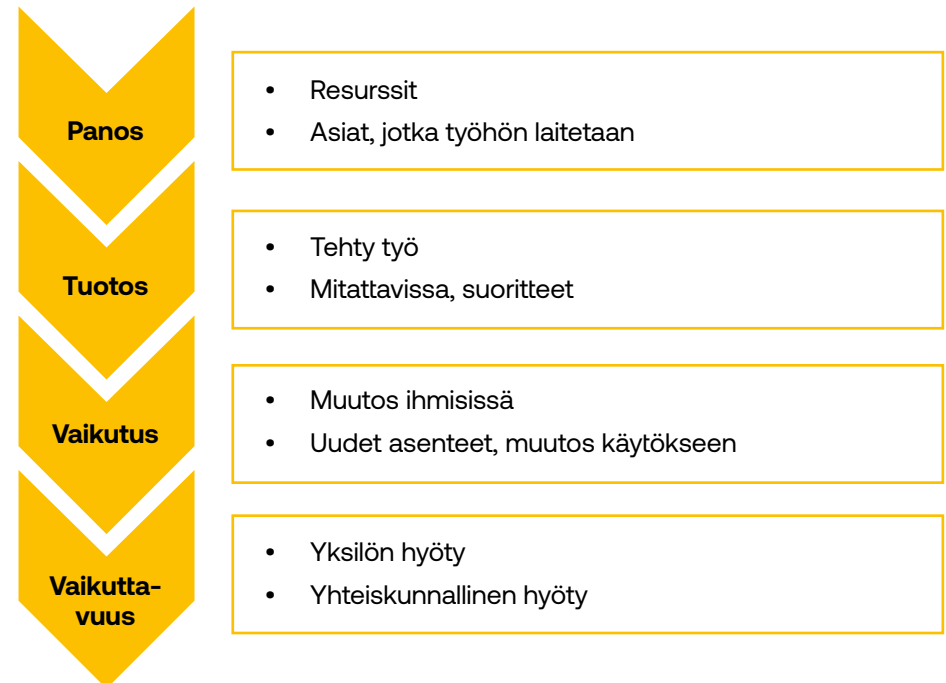 Panos
• Resurssit
• Asiat, jotka työhön laitetaan
Tuotos
• Tehty työ
• Mitattavissa, suoritteet
Vaikutus
• Muutos ihmisissä
• Uudet asenteet, muutos käytökseen
Vaikutta-
vuus
• Yksilön hyöty
• Yhteiskunnallinen hyöty